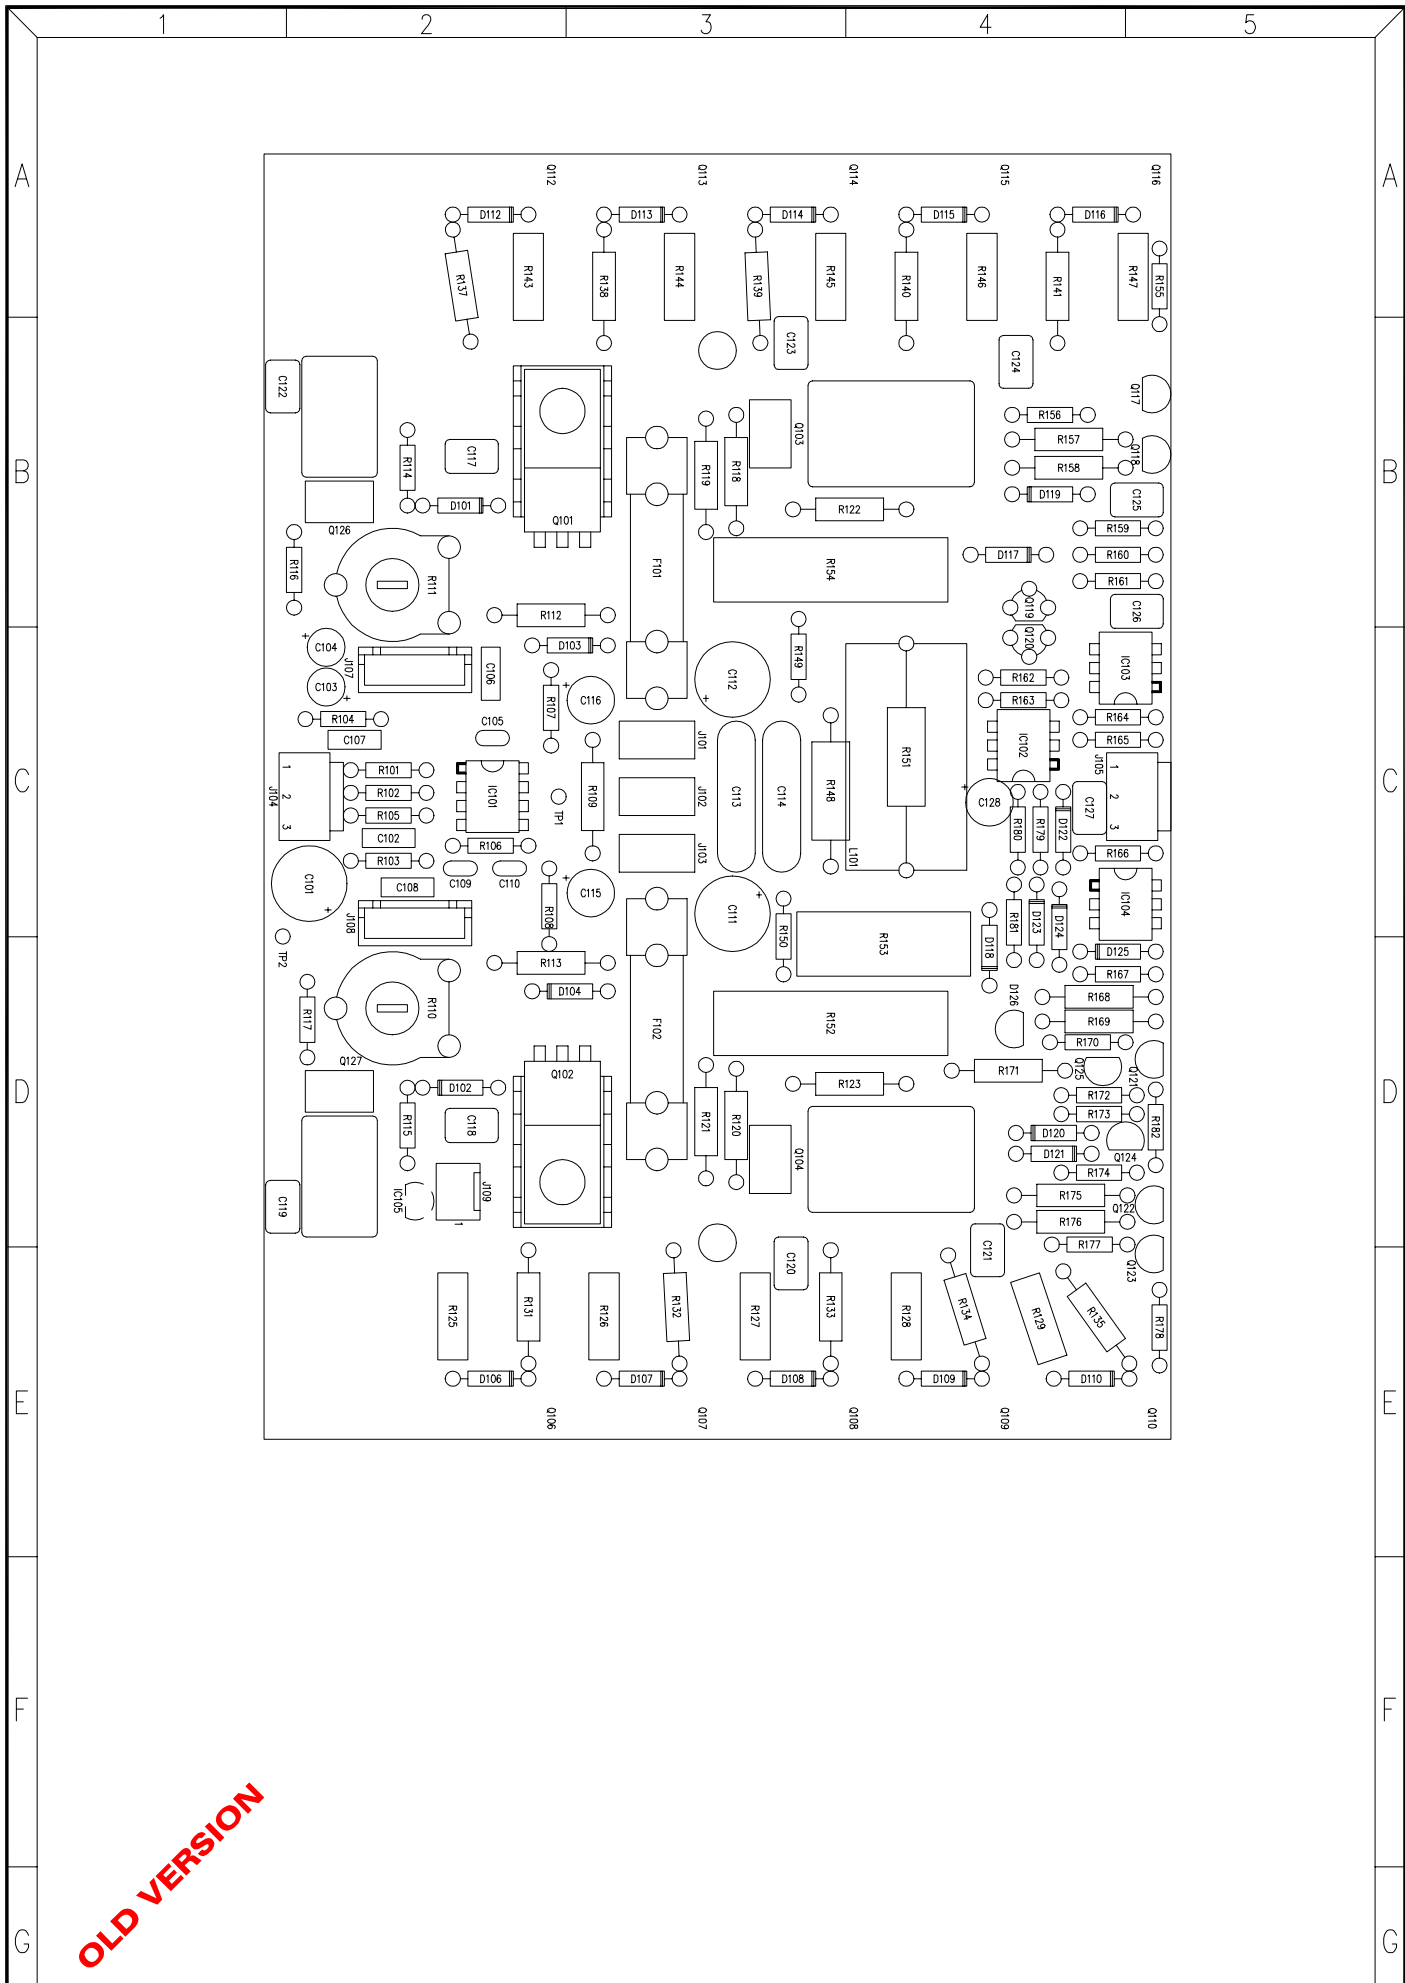 1 2 3 4 5
A A
Q112 Q113 Q114 Q115 Q116
D112 D113 D114 D115 D116
R137 R143 R138 R144 R139 R145 R140 R146 R141 R147 R155
C123 C124
C122 Q117
R156
R157
Q103 Q118
R158
B B
R114 C117 R119 R118
D119 C125
D101 R122
Q101 R159
Q126
R116 R111 F101 R154 D117 R160
R161
Q119 C126
R112
Q120
C104 J107 D103 R149 IC103
C103 C106 R107 C116 C112 R162
R163
R104 C105 R164
C107 J101 R165
R151 IC102 J105
1 R101 1
J104 2 R102 IC101 TP1 R109 J102 C113 C114 R148 C128 C127 2
C C
3 R105 R180 R179 D122 3
C102
R106 J103 L101 R166
R103
C101 C108 C109 C110 C115 C111 IC104
J108 R108 R150 R153 R181 D123 D124
TP2 D118 D125
R113 R167
D104 D126 R168
R117 R110 F102 R152 R169
R170
Q127 Q102 R171 Q125 Q121
D102 R123
D D
R115 C118 R121 R120 Q104 R172
R173 R182
D120
D121 Q124
R174
C119 IC105 J109 R175
1 Q122
R176
C120 C121 R177
Q123
R125 R131 R126 R132 R127 R133 R128 R134 R129 R135 R178
D106 D107 D108 D109 D110
E E
Q106 Q107 Q108 Q109 Q110
F F
OLD VERSION
G G